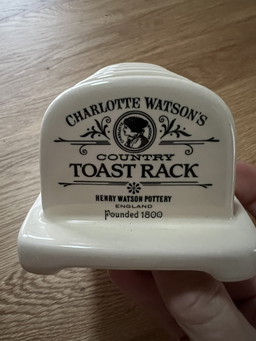 CHARLOTTE WATSON'S
COUNTRY
TOAST RACK
HENRY WATSON POTTERY
ENGLAND
Founded 1800